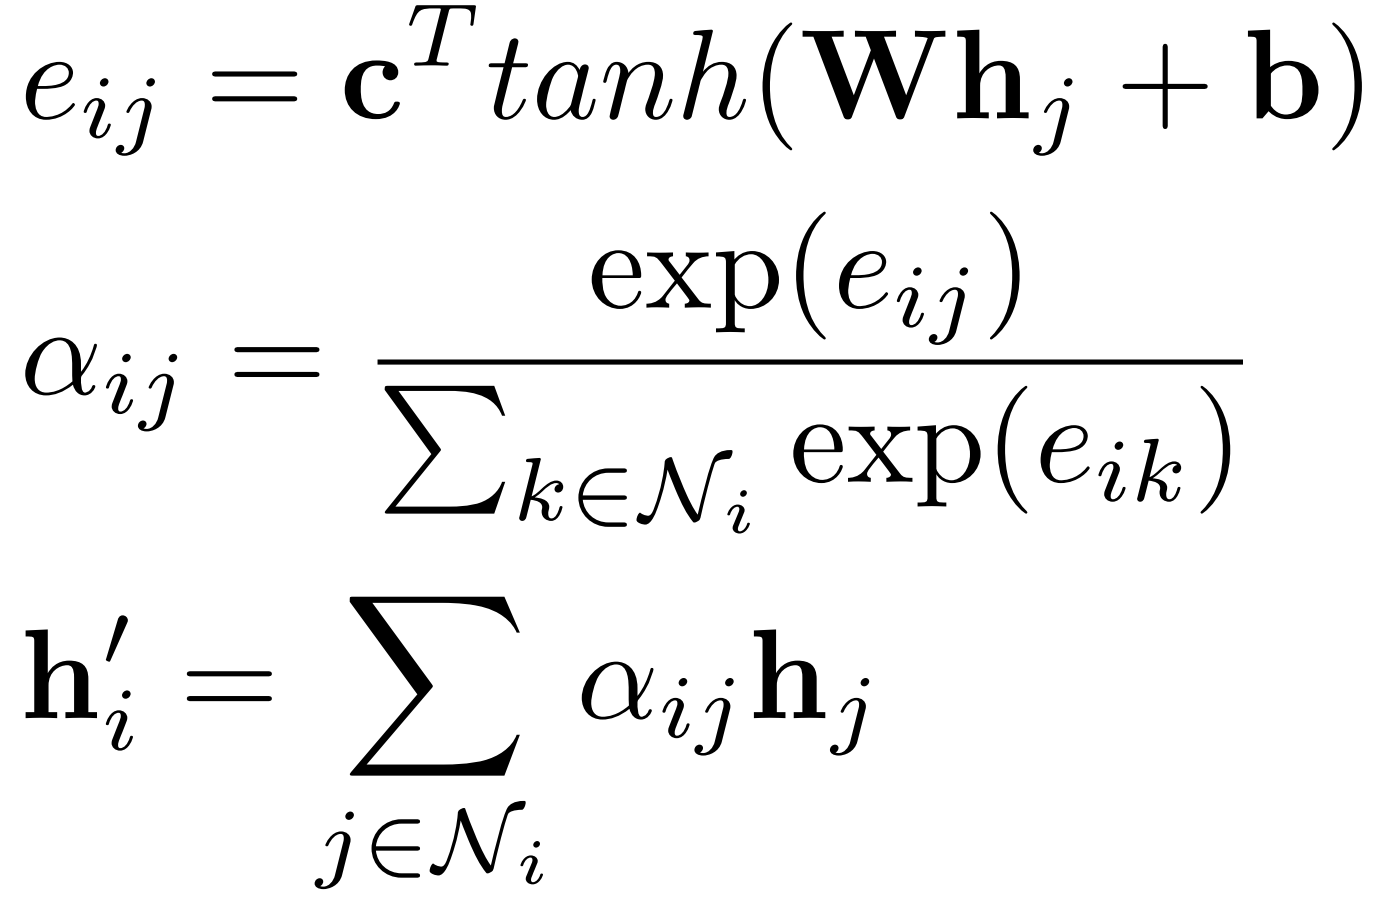 $e_{ij} = \mathbf{c}^T tanh(\mathbf{W}\mathbf{h}_j + \mathbf{b})$
$\alpha_{ij} = \frac{\exp(e_{ij})}{\sum_{k \in \mathcal{N}_i} \exp(e_{ik})}$
$\mathbf{h}'_i = \sum_{j \in \mathcal{N}_i} \alpha_{ij} \mathbf{h}_j$